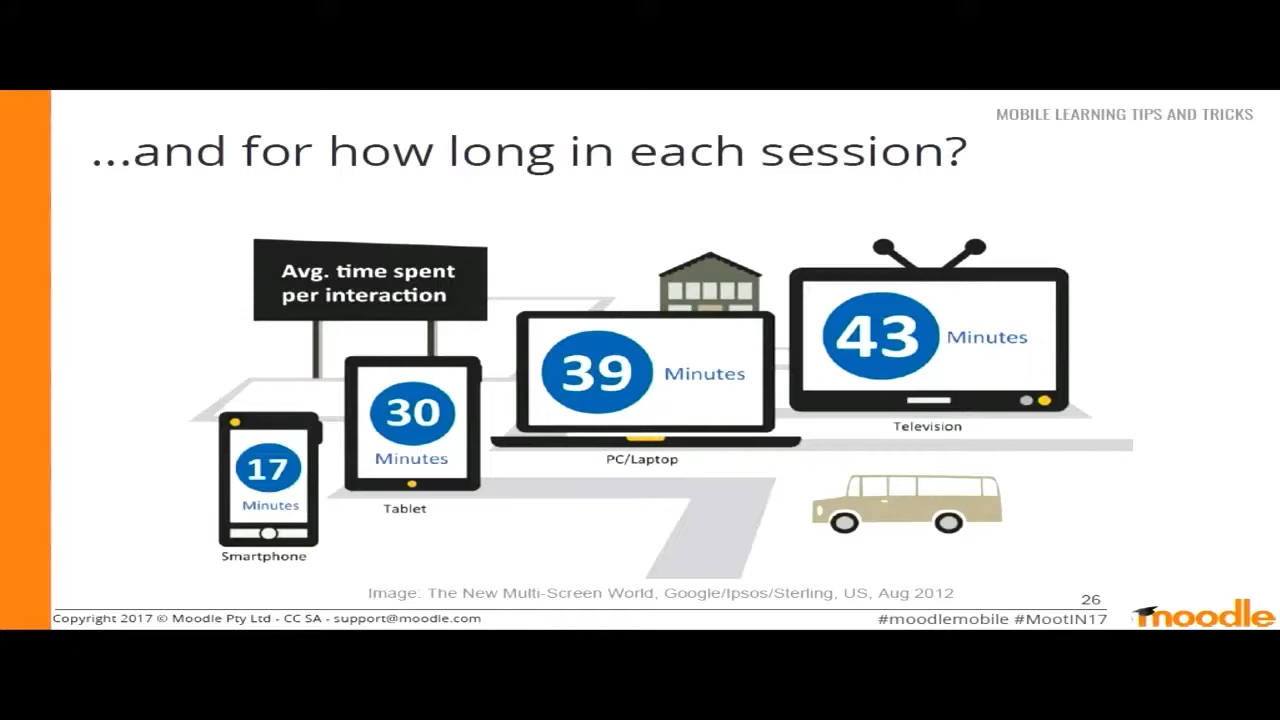 MOBILE LEARNING TIPS AND TRICKS
...and for how long in each session?
Avg. time spent
per interaction
43 Minutes
Television
39 Minutes
PC/Laptop
30
Minutes
Tablet
17
Minutes
Smartphone
Image: The New Multi-Screen World, Google/Ipsos/Sterling, US, Aug 2012
26
Copyright 2017 © Moodle Pty Ltd - CC SA - support@moodle.com
#moodlemobile #MootIN17
moodle